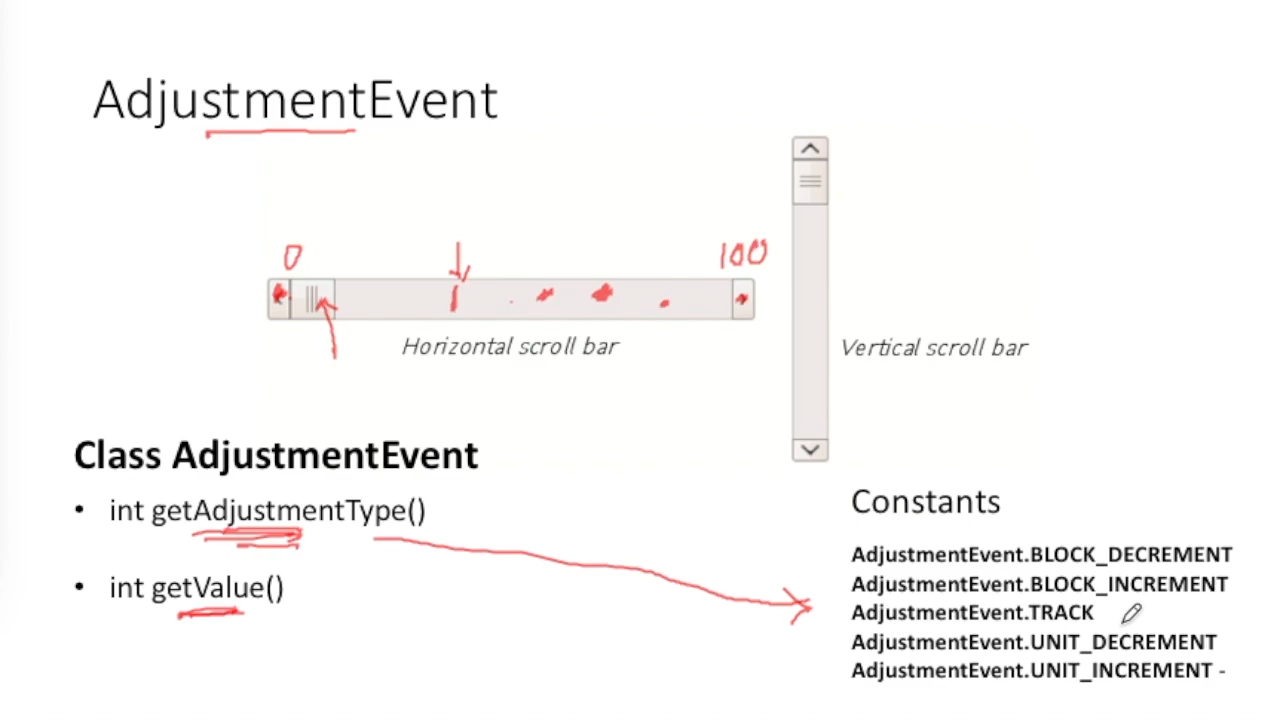 AdjustmentEvent
0
100
Horizontal scroll bar
Vertical scroll bar
Class AdjustmentEvent
• int getAdjustmentType()
• int getValue()
Constants
AdjustmentEvent.BLOCK_DECREMENT
AdjustmentEvent.BLOCK_INCREMENT
AdjustmentEvent.TRACK
AdjustmentEvent.UNIT_DECREMENT
AdjustmentEvent.UNIT_INCREMENT -